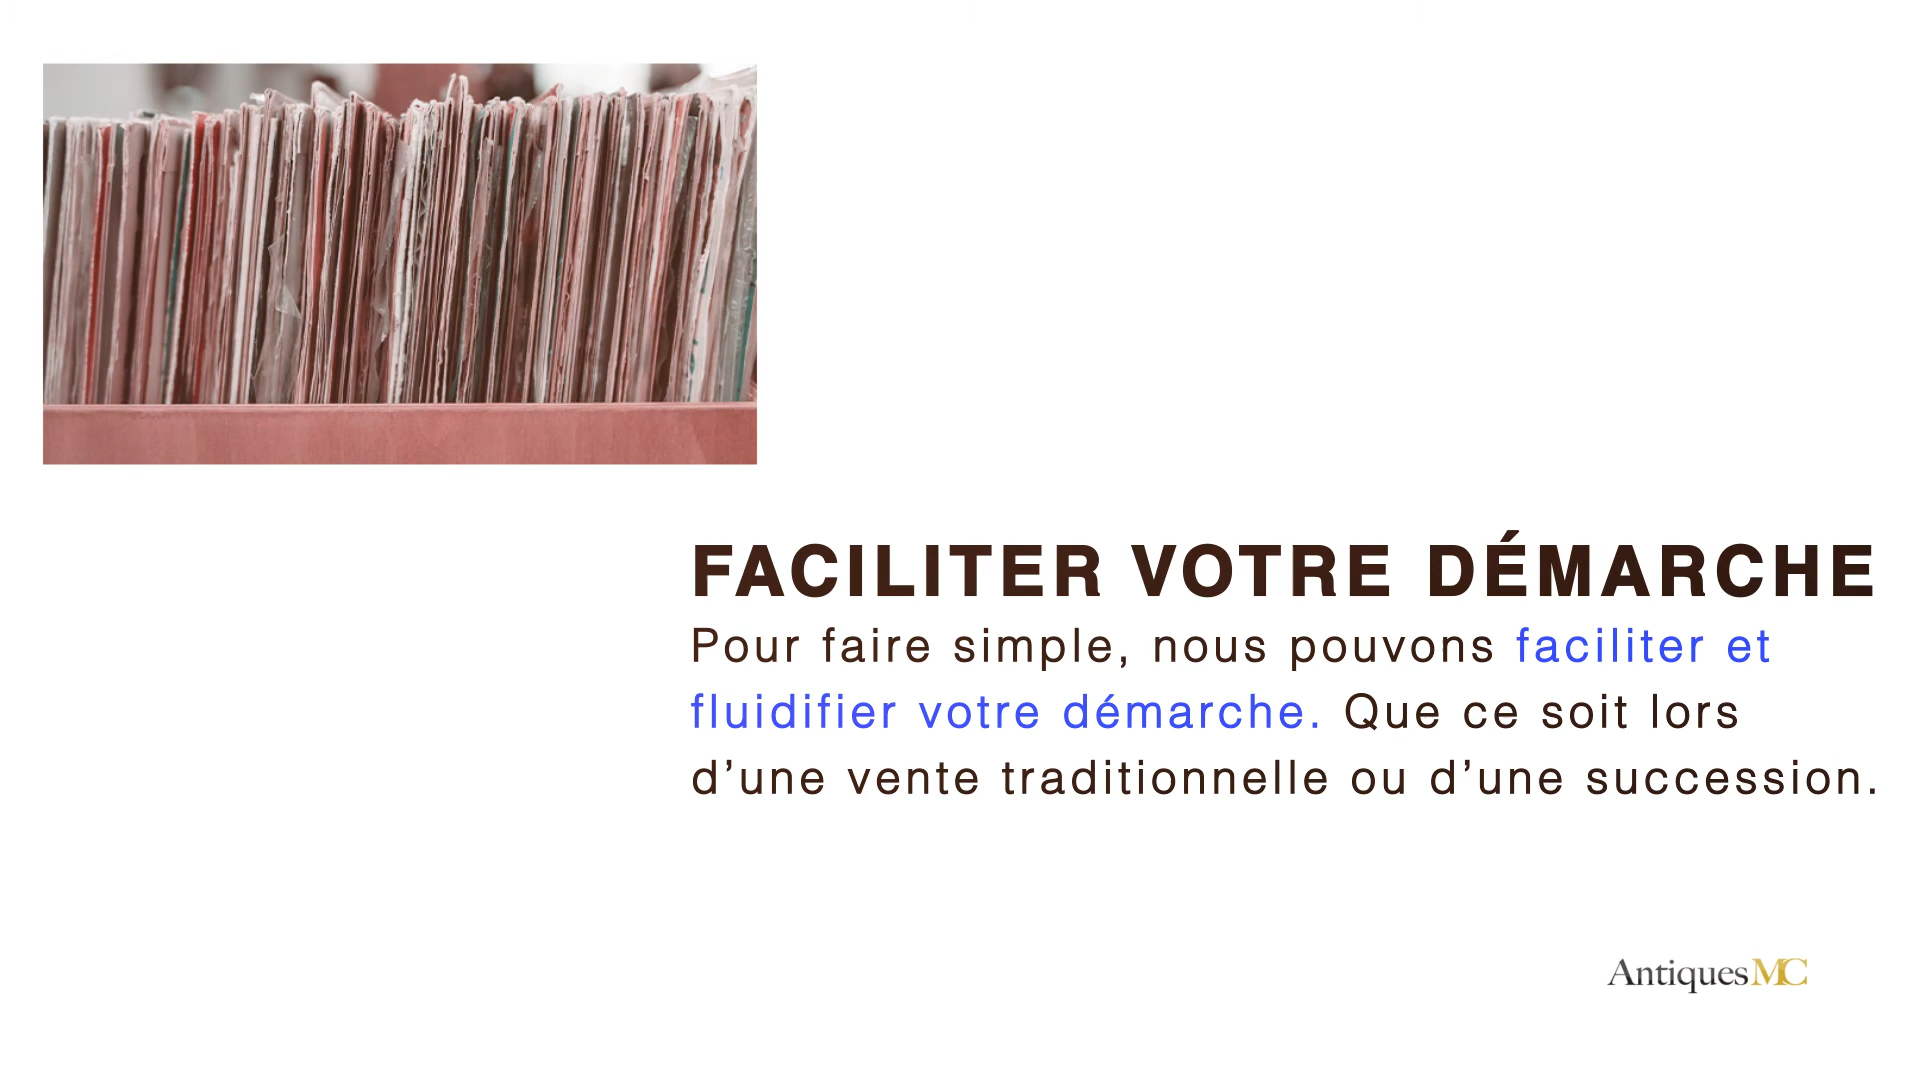 FACILITER VOTRE DÉMARCHE
Pour faire simple, nous pouvons faciliter et
fluidifier votre démarche. Que ce soit lors
d’une vente traditionnelle ou d’une succession.
AntiquesMC